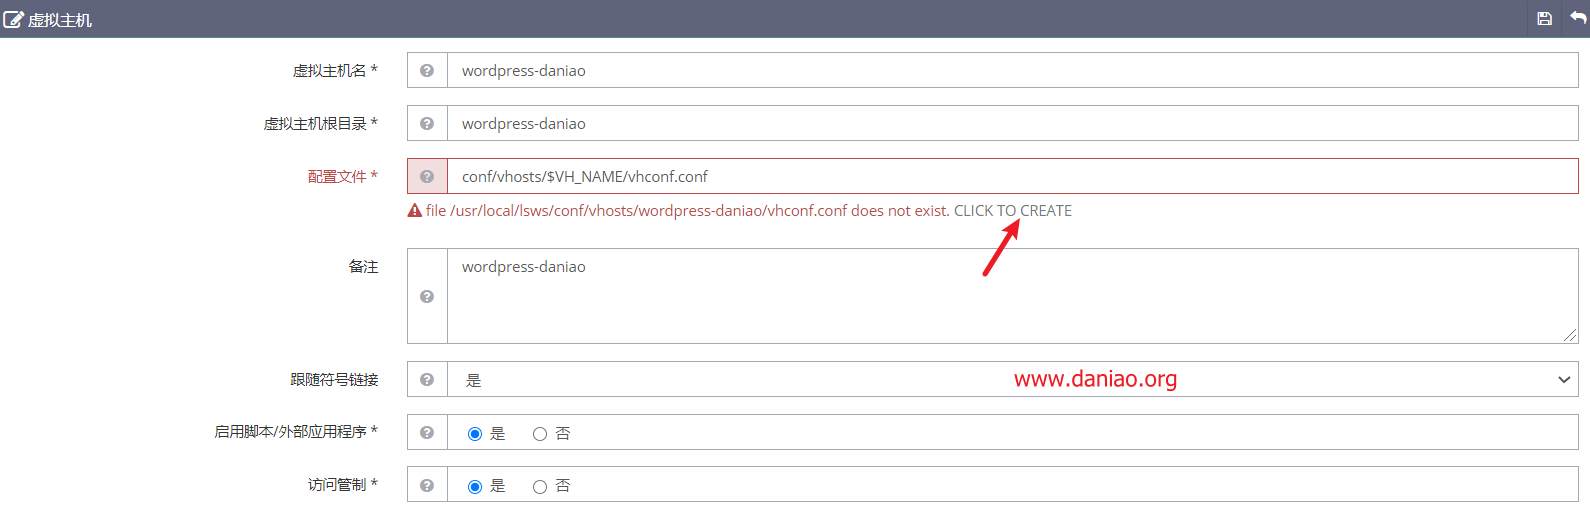 虚拟主机
虚拟主机名 * wordpress-daniao
虚拟主机根目录 * wordpress-daniao
配置文件 * conf/vhosts/$VH_NAME/vhconf.conf
file /usr/local/lsws/conf/vhosts/wordpress-daniao/vhconf.conf does not exist. CLICK TO CREATE
备注 wordpress-daniao
跟随符号链接 是 www.daniao.org
启用脚本/外部应用程序 * 是 否
访问管制 * 是 否